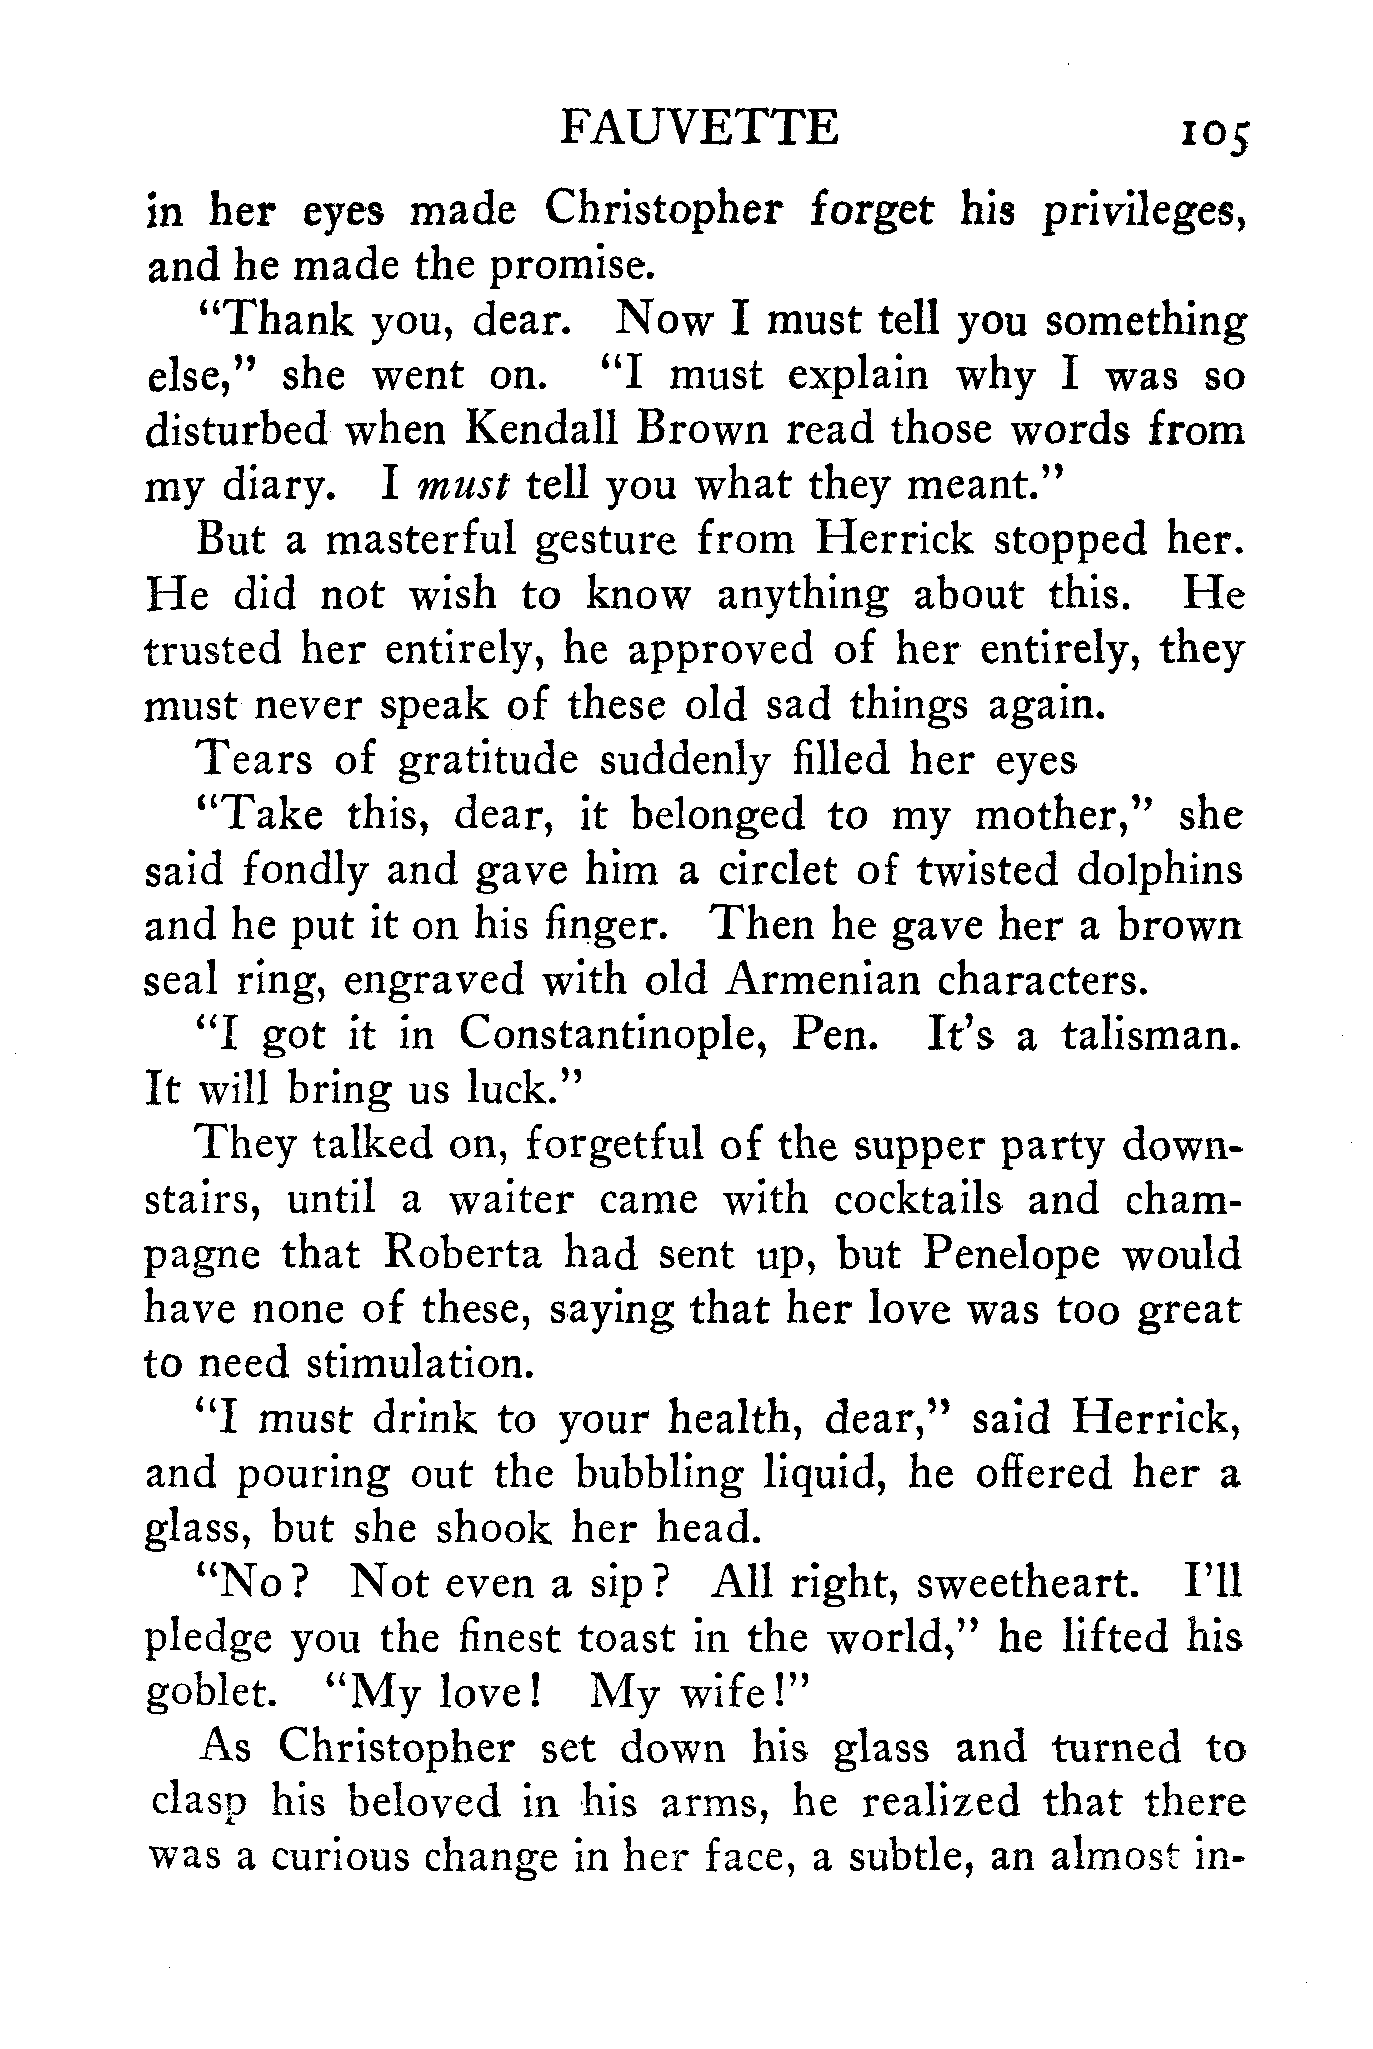 FAUVETTE 105
in her eyes made Christopher forget his privileges,
and he made the promise.
“Thank you, dear. Now I must tell you something
else,” she went on. “I must explain why I was so
disturbed when Kendall Brown read those words from
my diary. I must tell you what they meant.”
But a masterful gesture from Herrick stopped her.
He did not wish to know anything about this. He
trusted her entirely, he approved of her entirely, they
must never speak of these old sad things again.
Tears of gratitude suddenly filled her eyes
“Take this, dear, it belonged to my mother,” she
said fondly and gave him a circlet of twisted dolphins
and he put it on his finger. Then he gave her a brown
seal ring, engraved with old Armenian characters.
“I got it in Constantinople, Pen. It’s a talisman.
It will bring us luck.”
They talked on, forgetful of the supper party down-
stairs, until a waiter came with cocktails and cham-
pagne that Roberta had sent up, but Penelope would
have none of these, saying that her love was too great
to need stimulation.
“I must drink to your health, dear,” said Herrick,
and pouring out the bubbling liquid, he offered her a
glass, but she shook her head.
“No? Not even a sip? All right, sweetheart. I’ll
pledge you the finest toast in the world,” he lifted his
goblet. “My love! My wife!”
As Christopher set down his glass and turned to
clasp his beloved in his arms, he realized that there
was a curious change in her face, a subtle, an almost in-